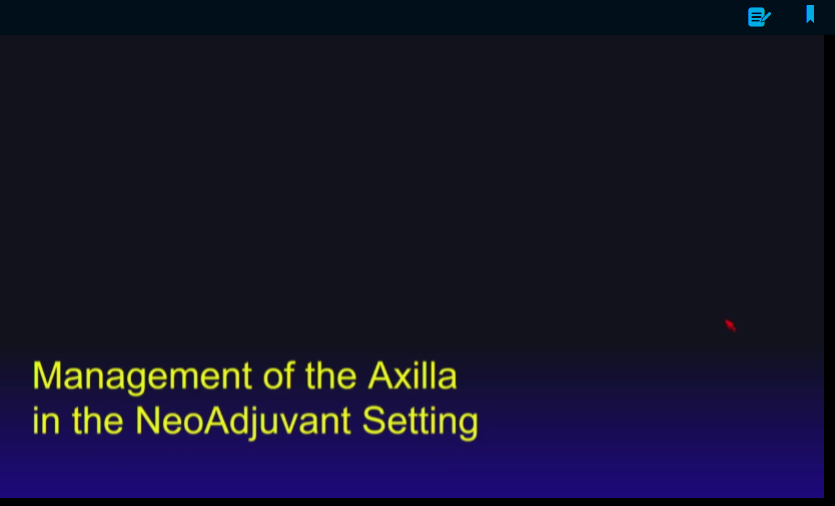 Management of the Axilla
in the NeoAdjuvant Setting